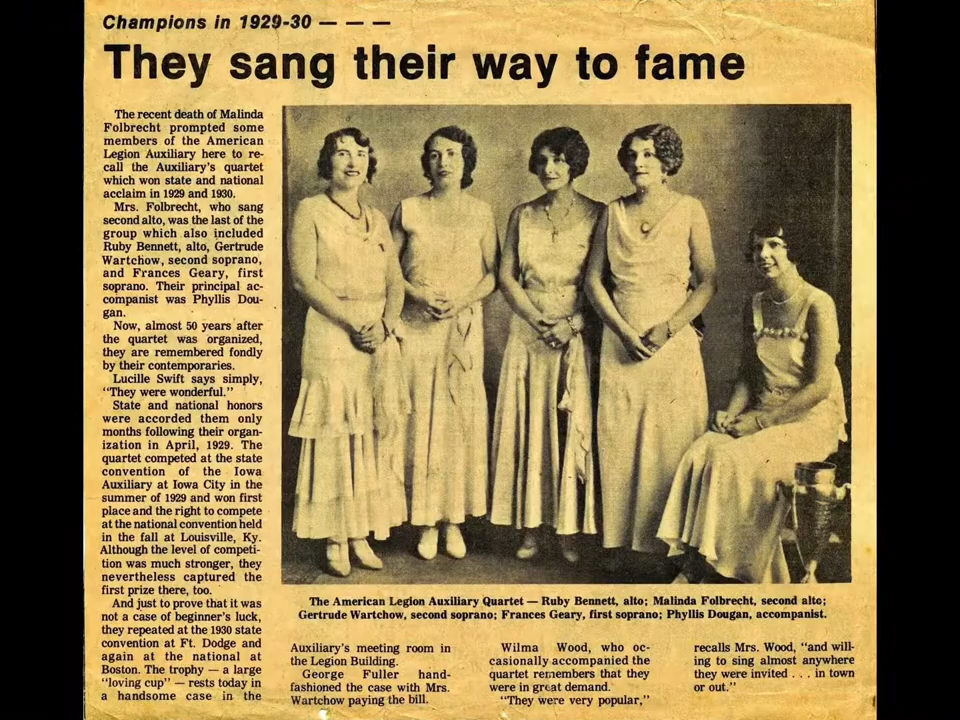 Champions in 1929-30 — — —
They sang their way to fame
The recent death of Malinda
Folbrecht prompted some
members of the American
Legion Auxiliary here to re-
call the Auxiliary's quartet
which won state and national
acclaim in 1929 and 1930.
Mrs. Folbrecht, who sang
second alto, was the last of the
group which also included
Ruby Bennett, alto, Gertrude
Wartchow, second soprano,
and Frances Geary, first
soprano. Their principal ac-
companist was Phyllis Dou-
gan.
Now, almost 50 years after
the quartet was organized,
they are remembered fondly
by their contemporaries.
Lucille Swift says simply,
"They were wonderful."
State and national honors
were accorded them only
months following their organ-
ization in April, 1929. The
quartet competed at the state
convention of the Iowa
Auxiliary at Iowa City in the
summer of 1929 and won first
place and the right to compete
at the national convention held
in the fall at Louisville, Ky.
Although the level of competi-
tion was much stronger, they
nevertheless captured the
first prize there, too.
And just to prove that it was
not a case of beginner's luck,
they repeated at the 1930 state
convention at Ft. Dodge and
again at the national at
Boston. The trophy — a large
"loving cup" — rests today in
a handsome case in the
The American Legion Auxiliary Quartet — Ruby Bennett, alto; Malinda Folbrecht, second alto;
Gertrude Wartchow, second soprano; Frances Geary, first soprano; Phyllis Dougan, accompanist.
Auxiliary's meeting room in
the Legion Building.
George Fuller hand-
fashioned the case with Mrs.
Wartchow paying the bill.
Wilma Wood, who oc-
casionally accompanied the
quartet remembers that they
were in great demand.
"They were very popular,"
recalls Mrs. Wood, "and will-
ing to sing almost anywhere
they were invited . . . in town
or out."